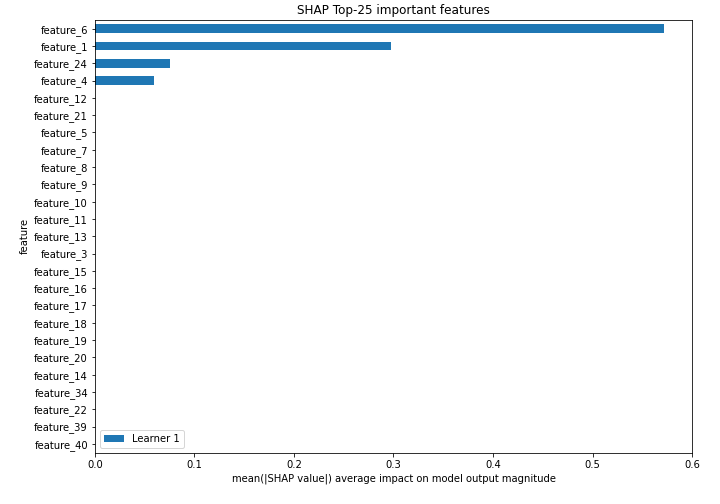 SHAP Top-25 important features
feature_6
feature_1
feature_24
feature_4
feature_12
feature_21
feature_5
feature_7
feature_8
feature_9
feature_10
feature_11
feature_13
feature_3
feature_15
feature_16
feature_17
feature_18
feature_19
feature_20
feature_14
feature_34
feature_22
feature_39
feature_40
feature
Learner 1
0.0 0.1 0.2 0.3 0.4 0.5 0.6
mean(|SHAP value|) average impact on model output magnitude